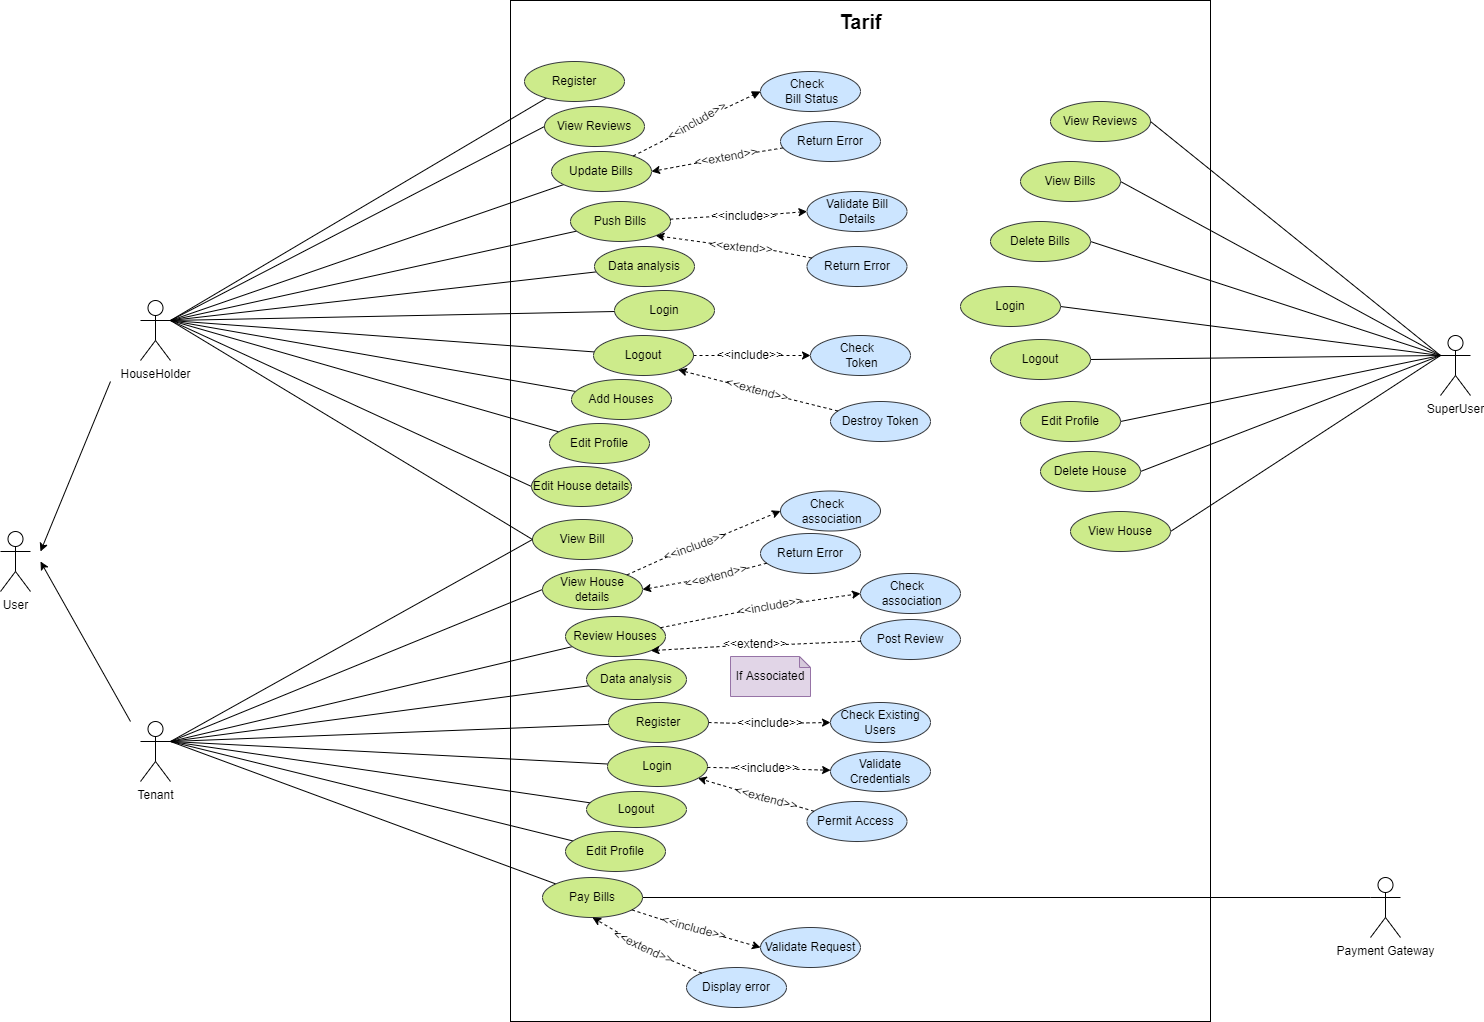 Tarif
Register
Check
Bill Status
<<include>>
View Reviews
View Reviews
Return Error
<<extend>>
Update Bills
View Bills
Validate Bill
Details
<<include>>
Push Bills
<<extend>>
Delete Bills
Return Error
Data analysis
Login
Login
Logout
<<include>>
Check
Token
Logout
HouseHolder
<<extend>>
Add Houses
SuperUser
Destroy Token
Edit Profile
Edit Profile
Delete House
Edit House details
Check
association
View Bill
<<include>>
View House
Return Error
<<extend>>
View House
details
Check
association
<<include>>
User
Review Houses
<<extend>>
Post Review
If Associated
Data analysis
Register
<<include>>
Check Existing
Users
Login
<<include>>
Validate
Credentials
Tenant
<<extend>>
Logout
Permit Access
Edit Profile
Pay Bills
<<include>>
<<extend>>
Validate Request
Payment Gateway
Display error